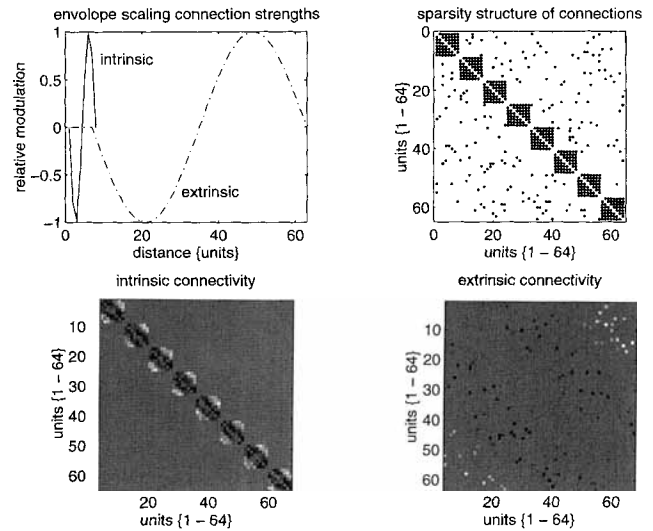 envelope scaling connection strengths
1
0.5
0
−0.5
−1
relative modulation
intrinsic
extrinsic
0 20 40 60
distance {units}
sparsity structure of connections
0
20
40
60
units {1 − 64}
0 20 40 60
units {1 − 64}
intrinsic connectivity
10
20
30
40
50
60
units {1 − 64}
20 40 60
units {1 − 64}
extrinsic connectivity
10
20
30
40
50
60
units {1 − 64}
20 40 60
units {1 − 64}